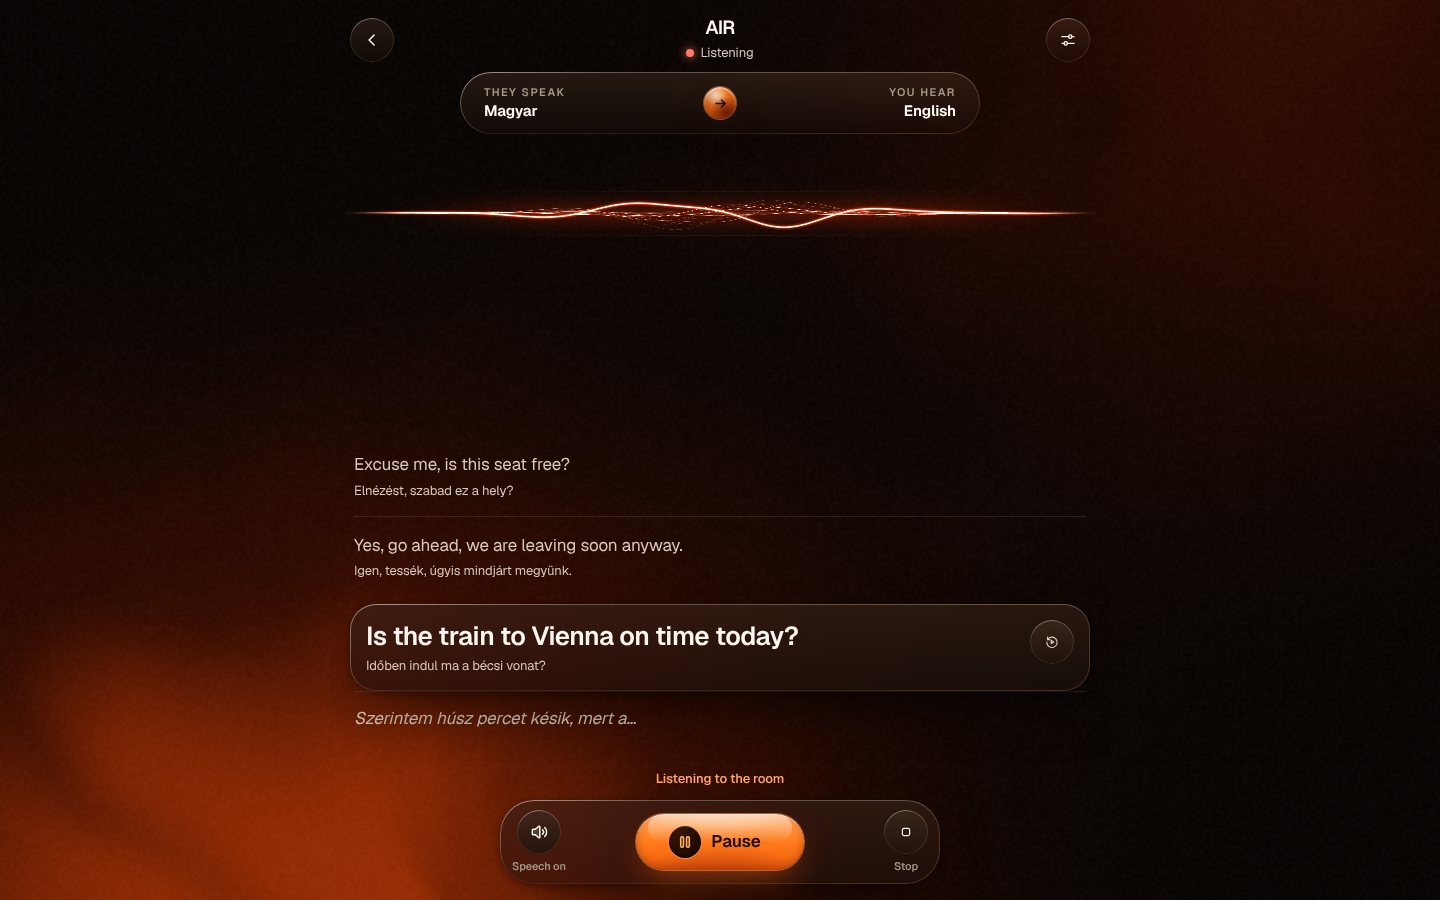 AIR
Listening
THEY SPEAK
Magyar
YOU HEAR
English
Excuse me, is this seat free?
Elnézést, szabad ez a hely?
Yes, go ahead, we are leaving soon anyway.
Igen, tessék, úgyis mindjárt megyünk.
Is the train to Vienna on time today?
Időben indul ma a bécsi vonat?
Szerintem húsz percet késik, mert a...
Listening to the room
Speech on
Pause
Stop